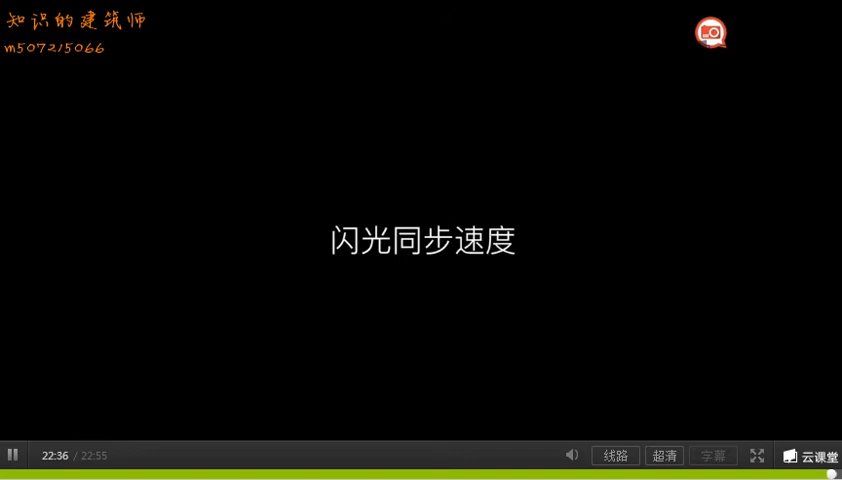 知识的建筑师
m507215066
闪光同步速度
22:36 / 22:55
线路
超清
字幕
云课堂